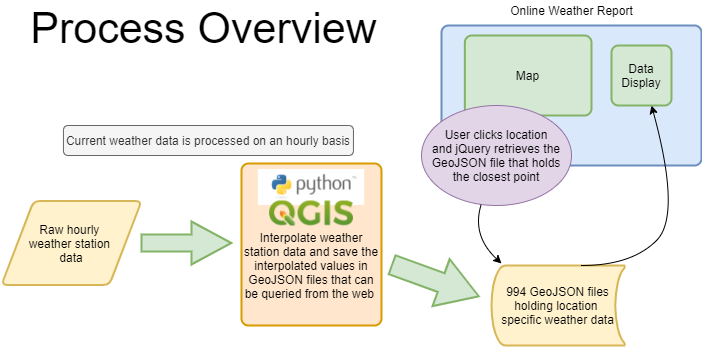 Process Overview
Online Weather Report
Map
Data
Display
User clicks location
and jQuery retrieves the
GeoJSON file that holds
the closest point
Current weather data is processed on an hourly basis
Raw hourly
weather station
data
python™
QGIS
Interpolate weather
station data and save the
interpolated values in
GeoJSON files that can
be queried from the web
994 GeoJSON files
holding location
specific weather data